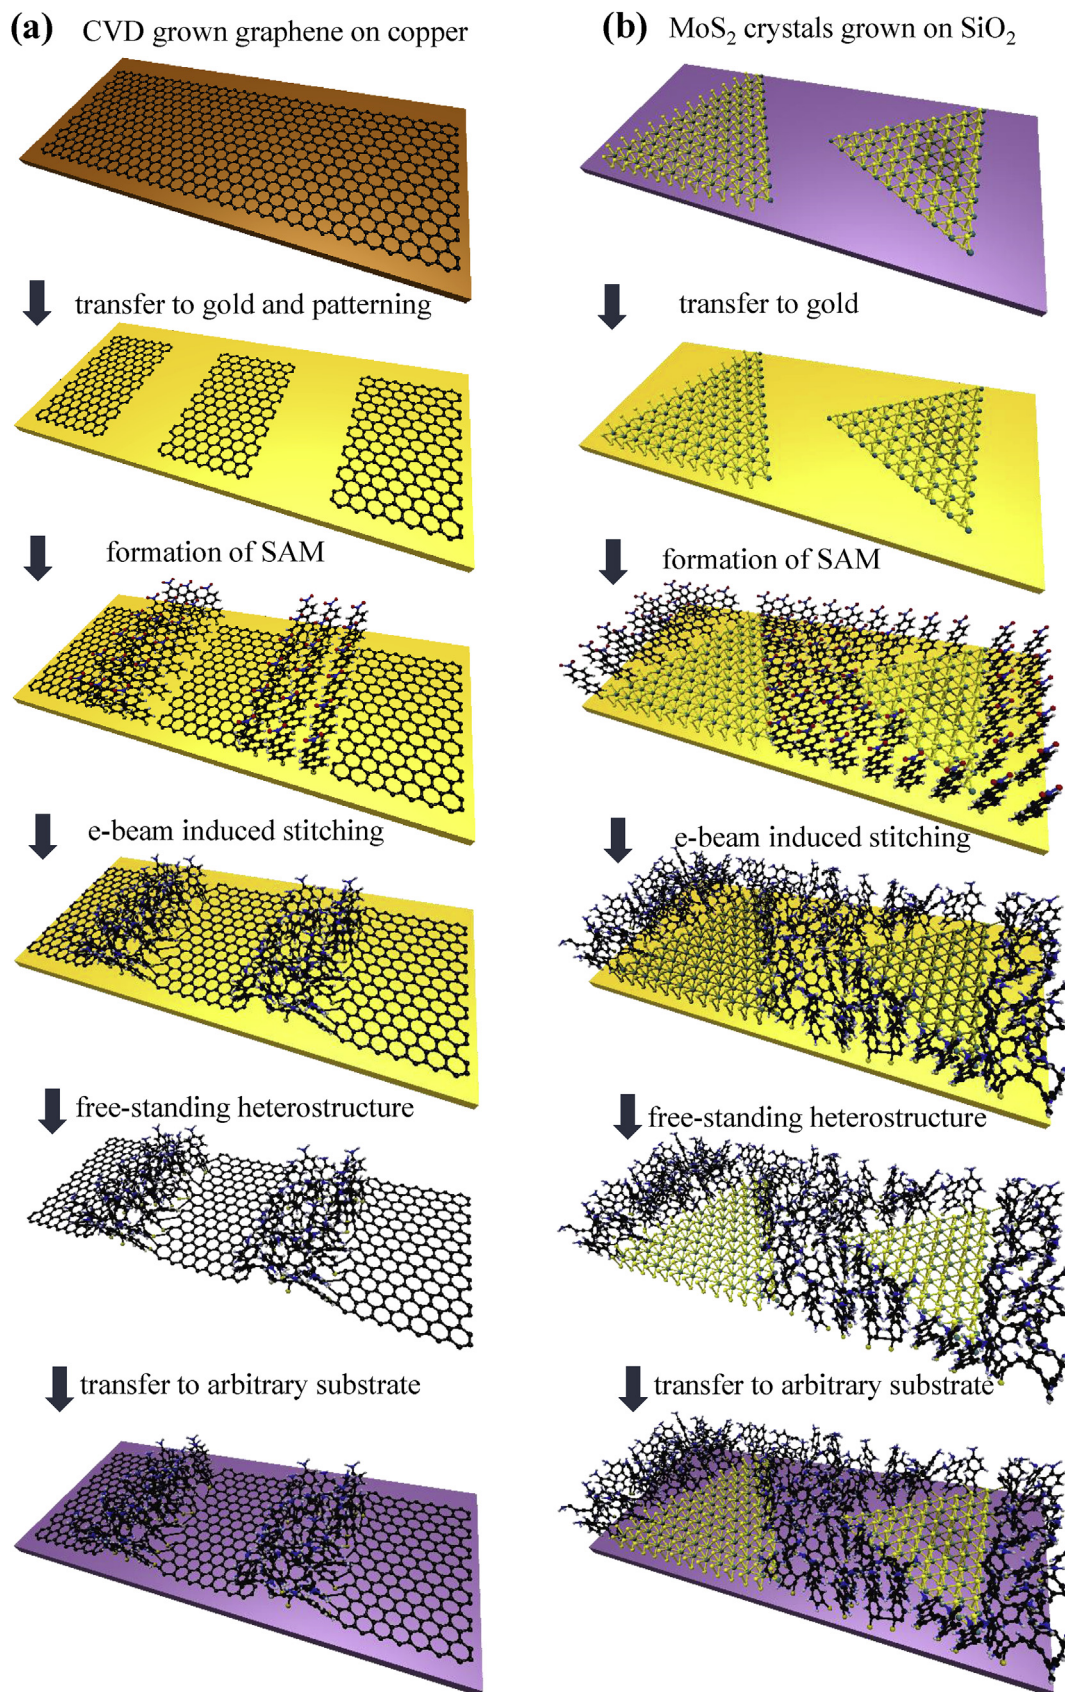 (a) CVD grown graphene on copper
transfer to gold and patterning
formation of SAM
e-beam induced stitching
free-standing heterostructure
transfer to arbitrary substrate
(b) MoS₂ crystals grown on SiO₂
transfer to gold
formation of SAM
e-beam induced stitching
free-standing heterostructure
transfer to arbitrary substrate